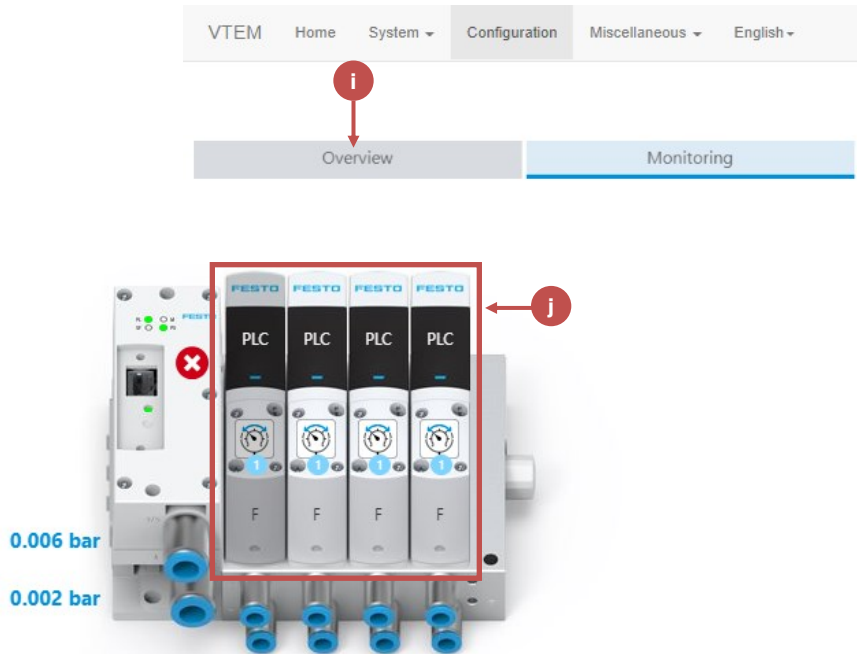 VTEM Home System Configuration Miscellaneous English
i
Overview Monitoring
FESTO FESTO FESTO FESTO
j
FESTO
PLC PLC PLC PLC
1 1 1 1
F F F F
0.006 bar
0.002 bar